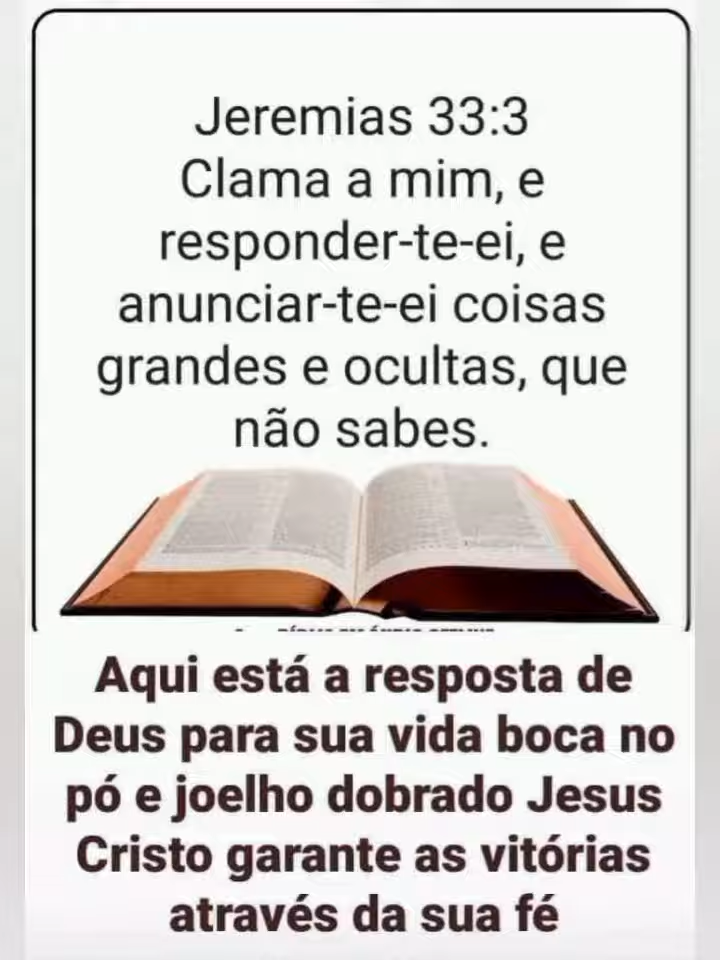 Jeremias 33:3
Clama a mim, e
responder-te-ei, e
anunciar-te-ei coisas
grandes e ocultas, que
não sabes.
Aqui está a resposta de
Deus para sua vida boca no
pó e joelho dobrado Jesus
Cristo garante as vitórias
através da sua fé